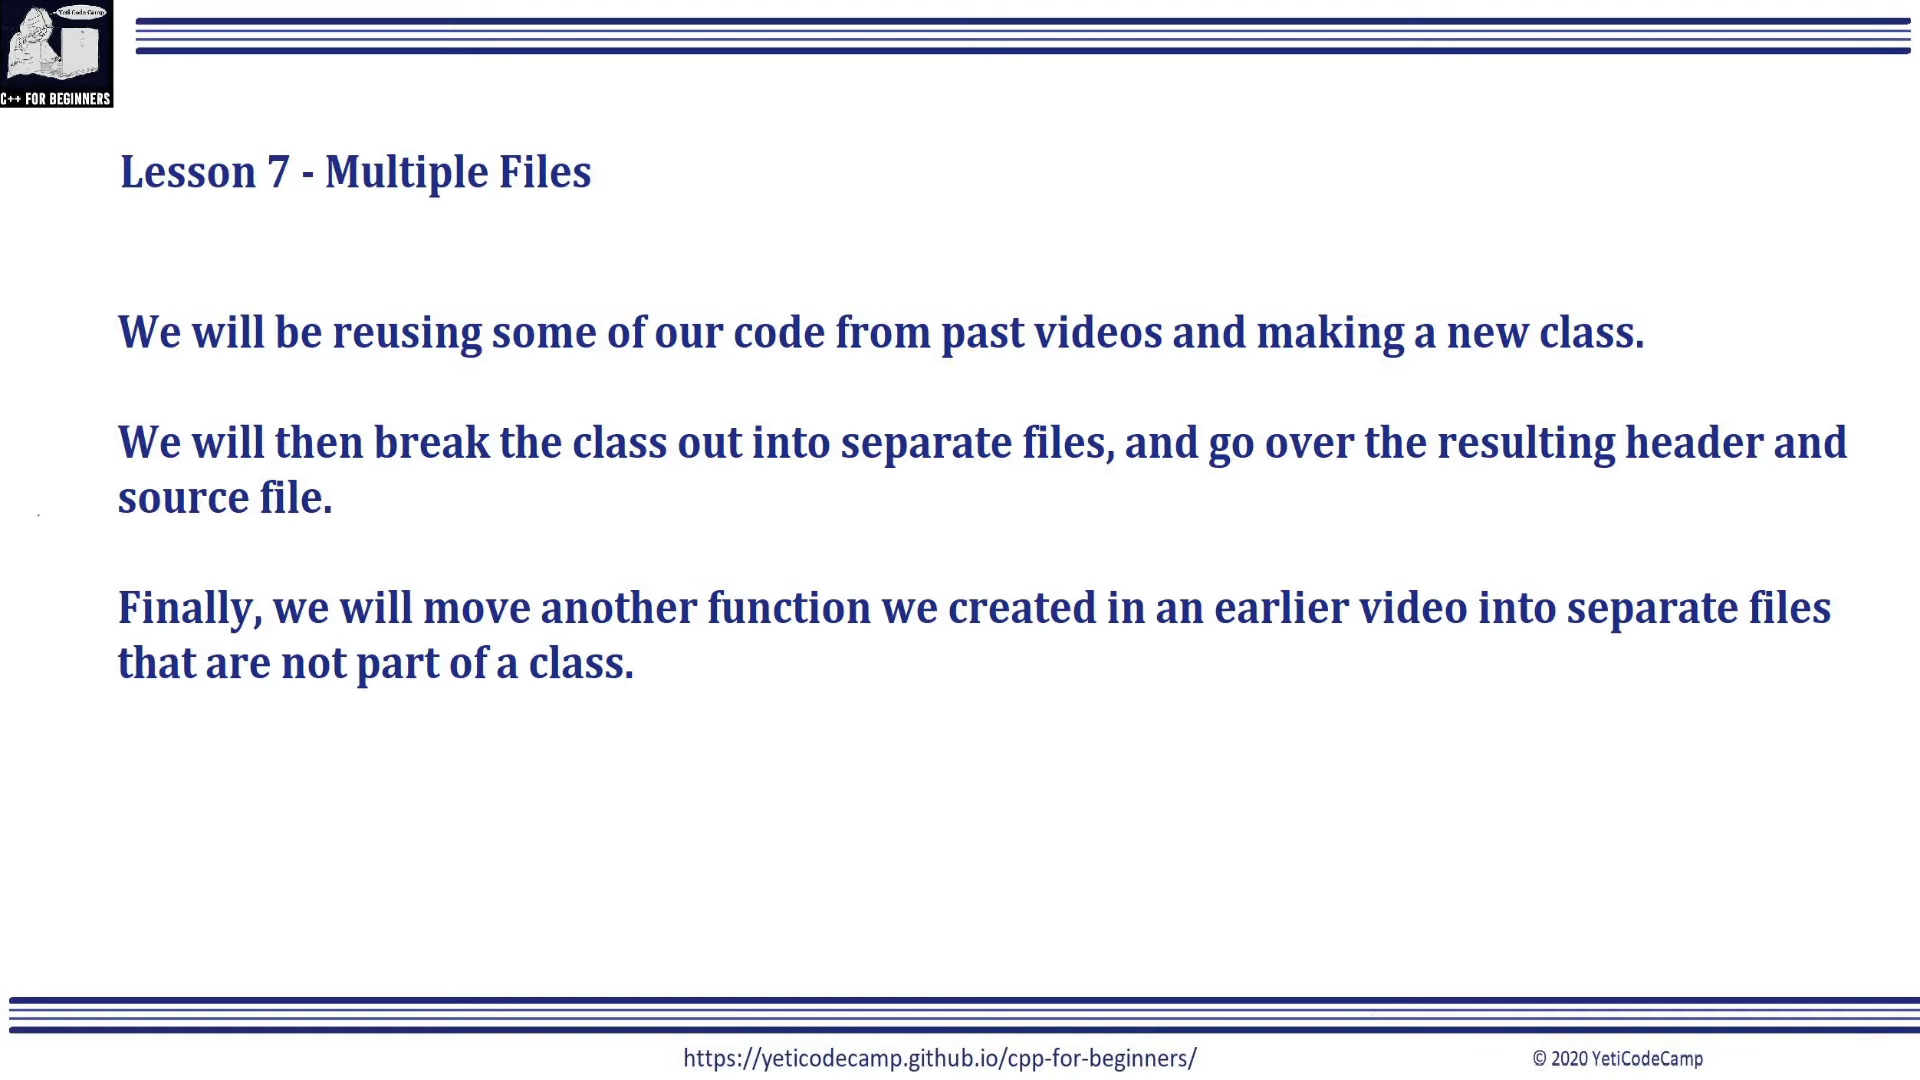 Yeti Code Camp
C++ FOR BEGINNERS
Lesson 7 - Multiple Files
We will be reusing some of our code from past videos and making a new class.
We will then break the class out into separate files, and go over the resulting header and
source file.
Finally, we will move another function we created in an earlier video into separate files
that are not part of a class.
https://yeticodecamp.github.io/cpp-for-beginners/
© 2020 YetiCodeCamp